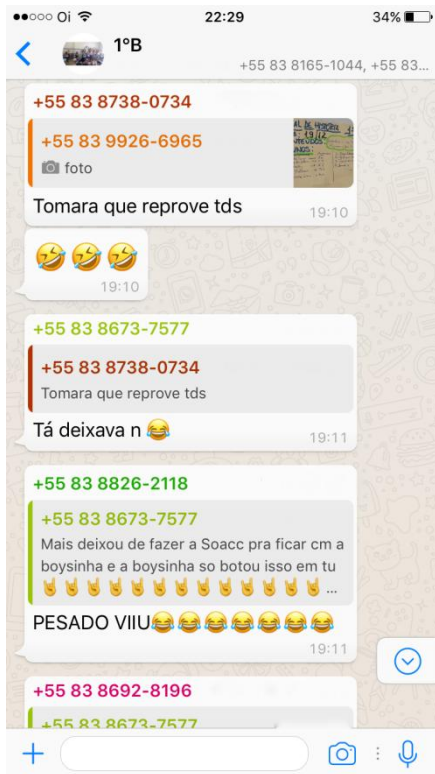 Oi 22:29 34%
1°B
+55 83 8165-1044, +55 83...
+55 83 8738-0734
+55 83 9926-6965
foto
Tomara que reprove tds
19:10
🤣🤣🤣
19:10
+55 83 8673-7577
+55 83 8738-0734
Tomara que reprove tds
Tá deixava n 😂
19:11
+55 83 8826-2118
+55 83 8673-7577
Mais deixou de fazer a Soacc pra ficar cm a
boysinha e a boysinha so botou isso em tu
🤘🤘🤘🤘🤘🤘🤘🤘🤘🤘🤘🤘🤘 ...
PESADO VIIU😂😂😂😂😂😂😂
19:11
+55 83 8692-8196
+55 83 8673-7577